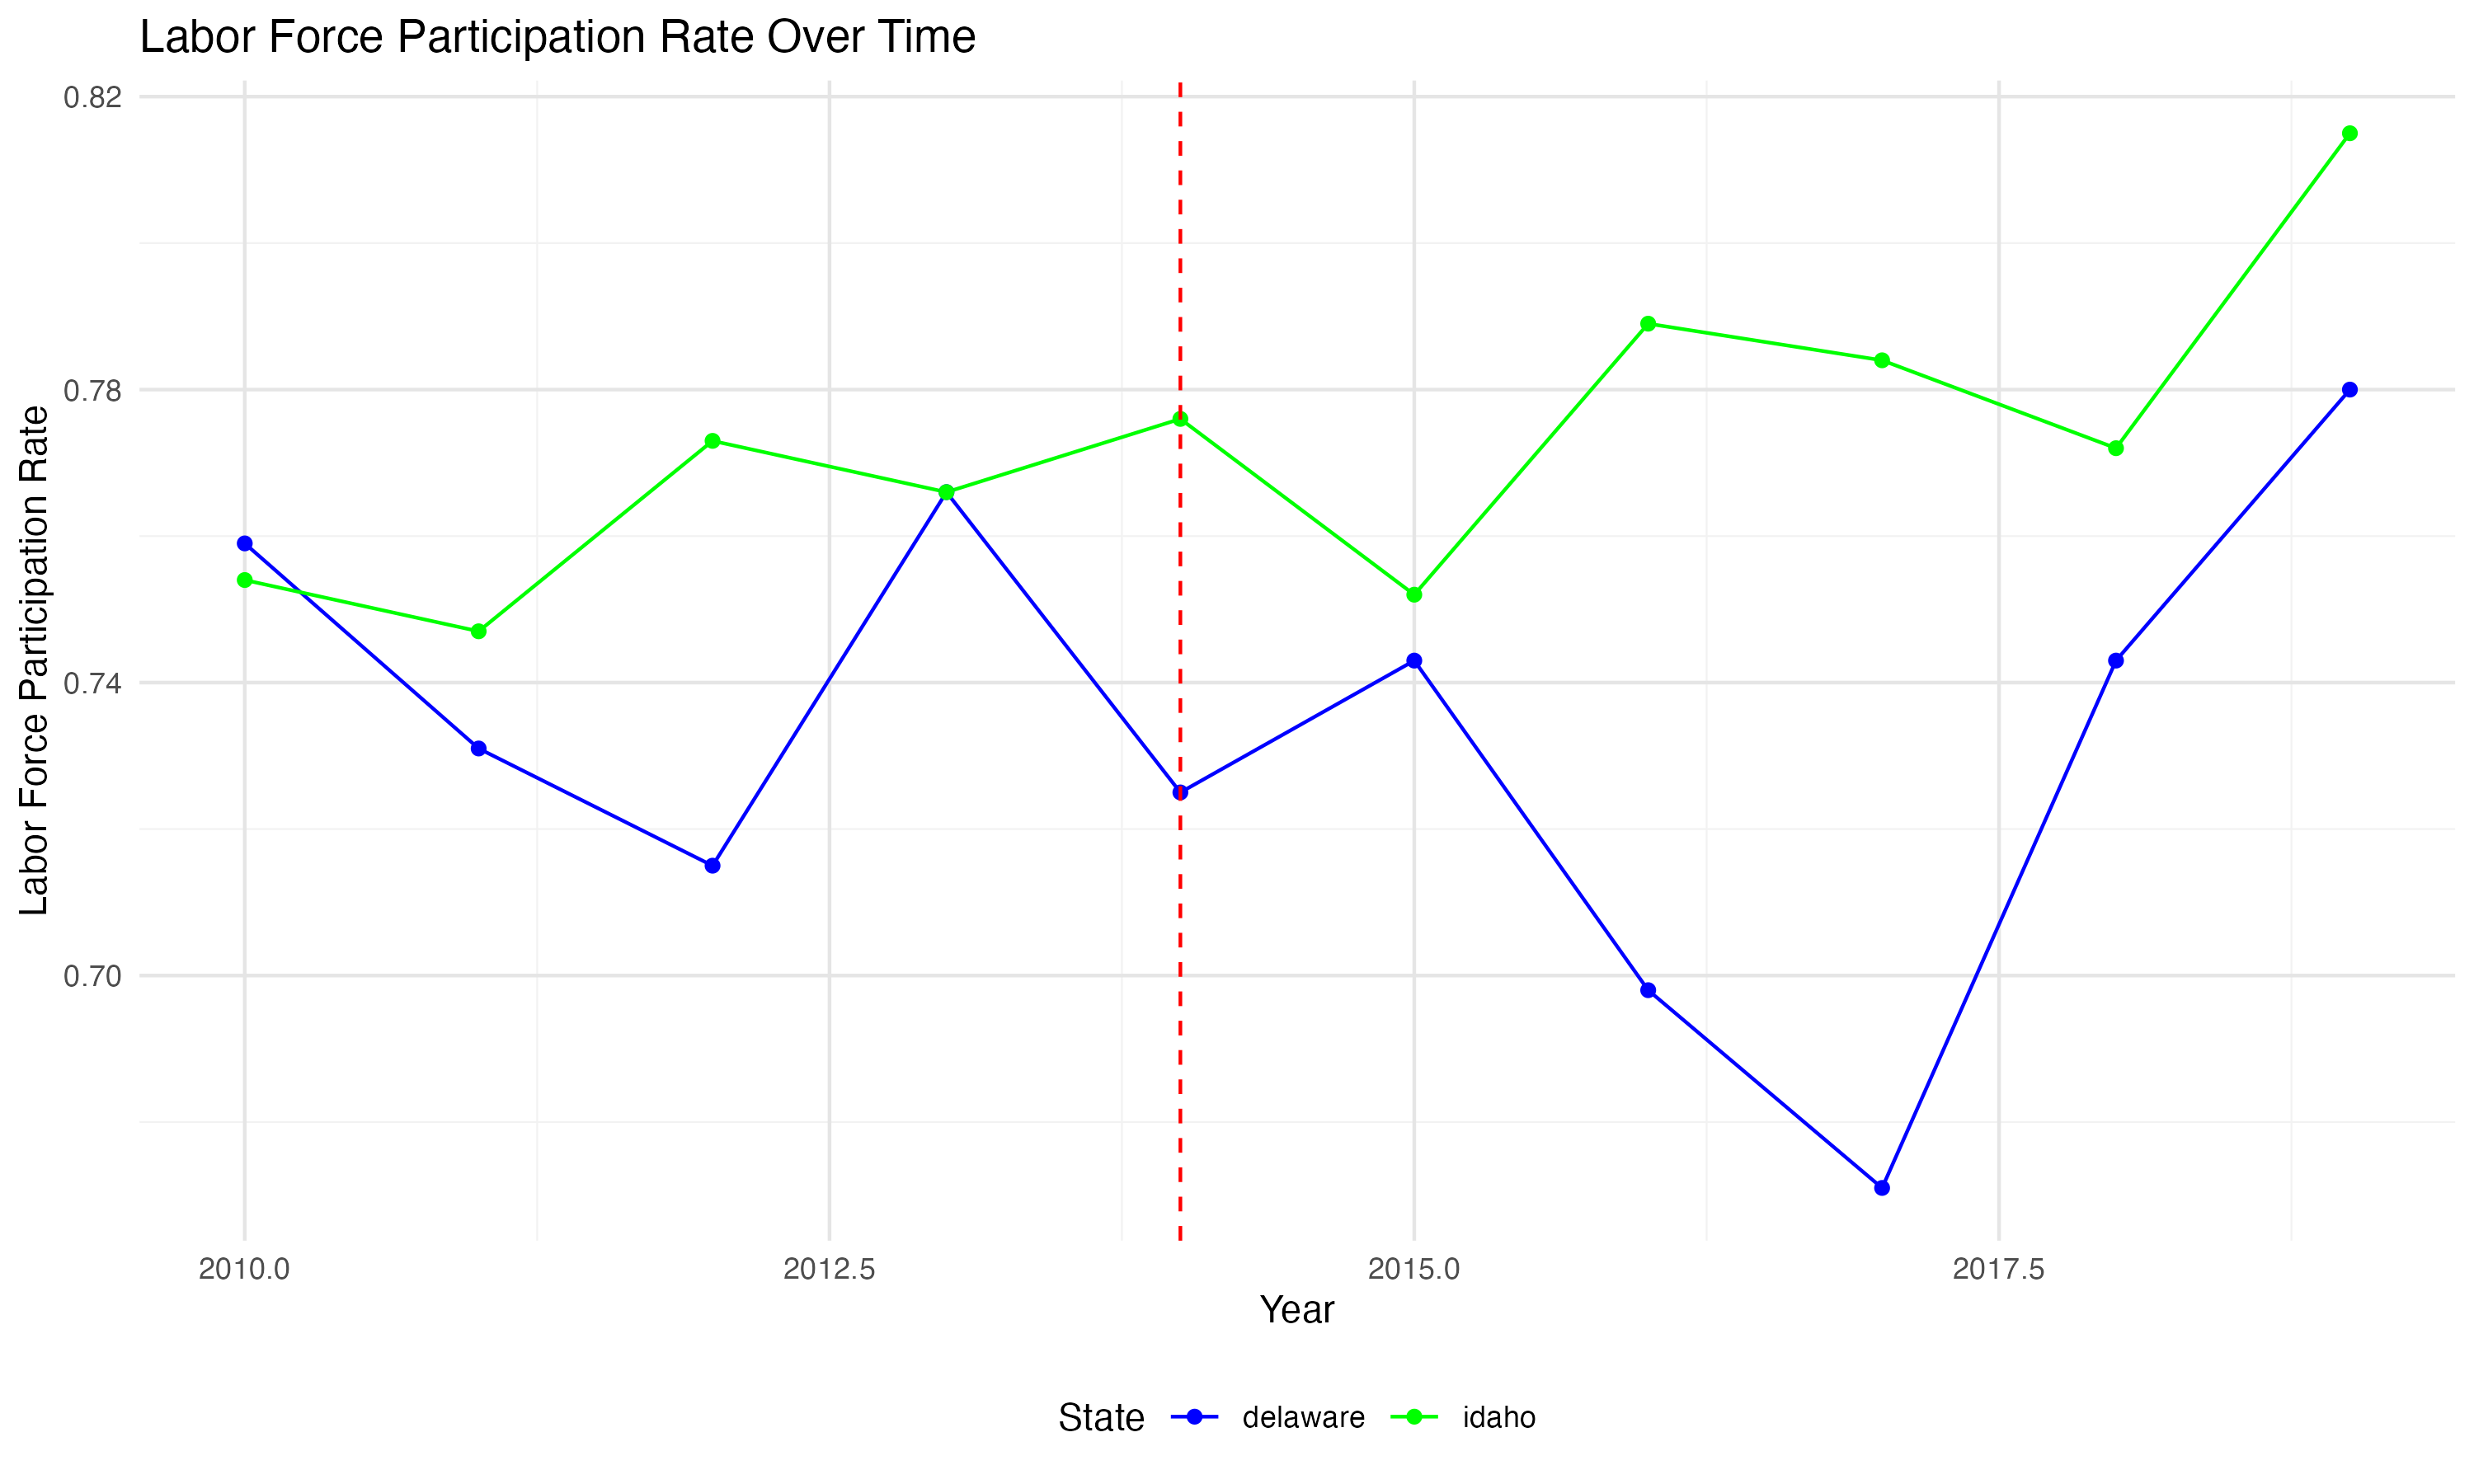 Labor Force Participation Rate Over Time
Labor Force Participation Rate
0.82
0.78
0.74
0.70
2010.0 2012.5 2015.0 2017.5
Year
State delaware idaho